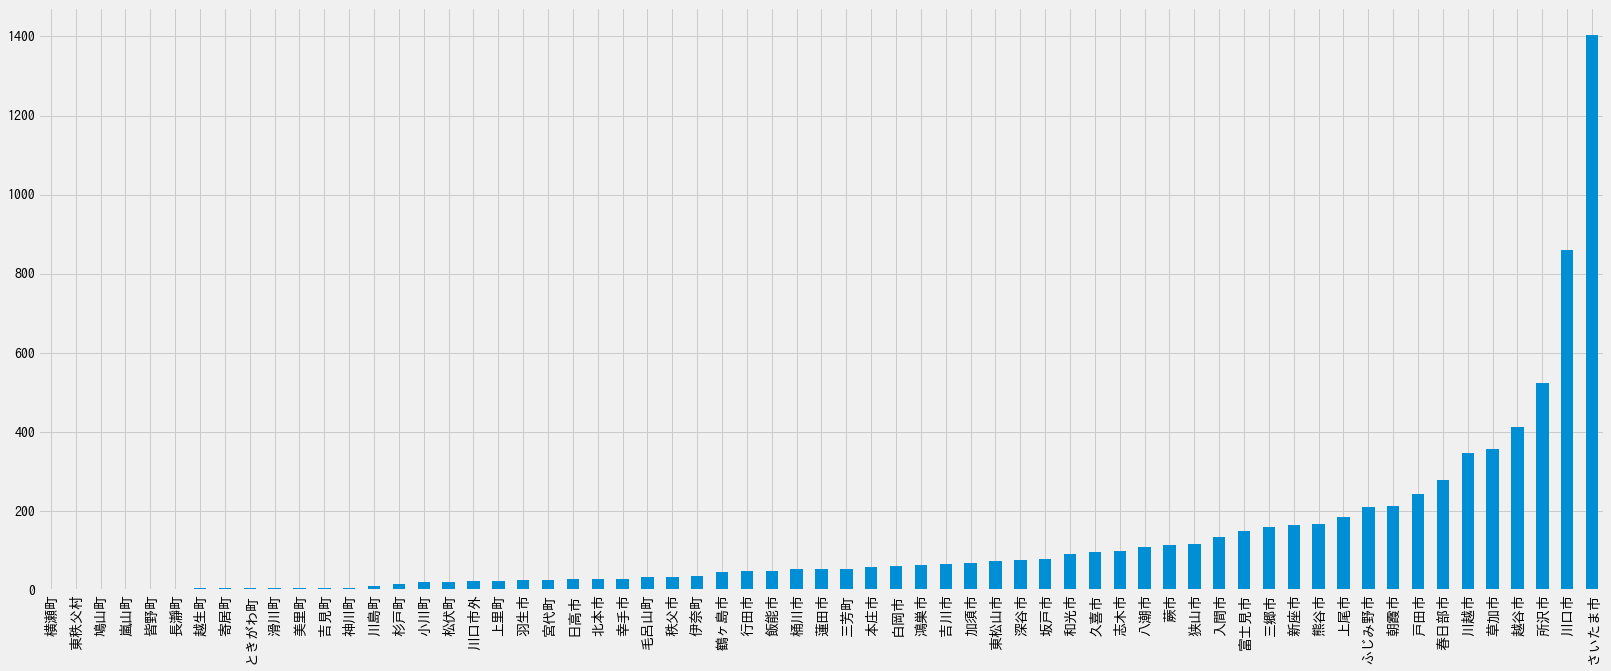 1400
1200
1000
800
600
400
200
0
横瀬町
東秩父村
鳩山町
嵐山町
皆野町
長瀞町
越生町
寄居町
ときがわ町
滑川町
美里町
吉見町
神川町
川島町
杉戸町
小川町
松伏町
川口市外
上里町
羽生市
宮代町
日高市
北本市
幸手市
毛呂山町
秩父市
伊奈町
鶴ヶ島市
行田市
飯能市
桶川市
蓮田市
三芳町
本庄市
白岡市
鴻巣市
吉川市
加須市
東松山市
深谷市
坂戸市
和光市
久喜市
志木市
八潮市
蕨市
狭山市
入間市
富士見市
三郷市
新座市
熊谷市
上尾市
ふじみ野市
朝霞市
戸田市
春日部市
川越市
草加市
越谷市
所沢市
川口市
さいたま市